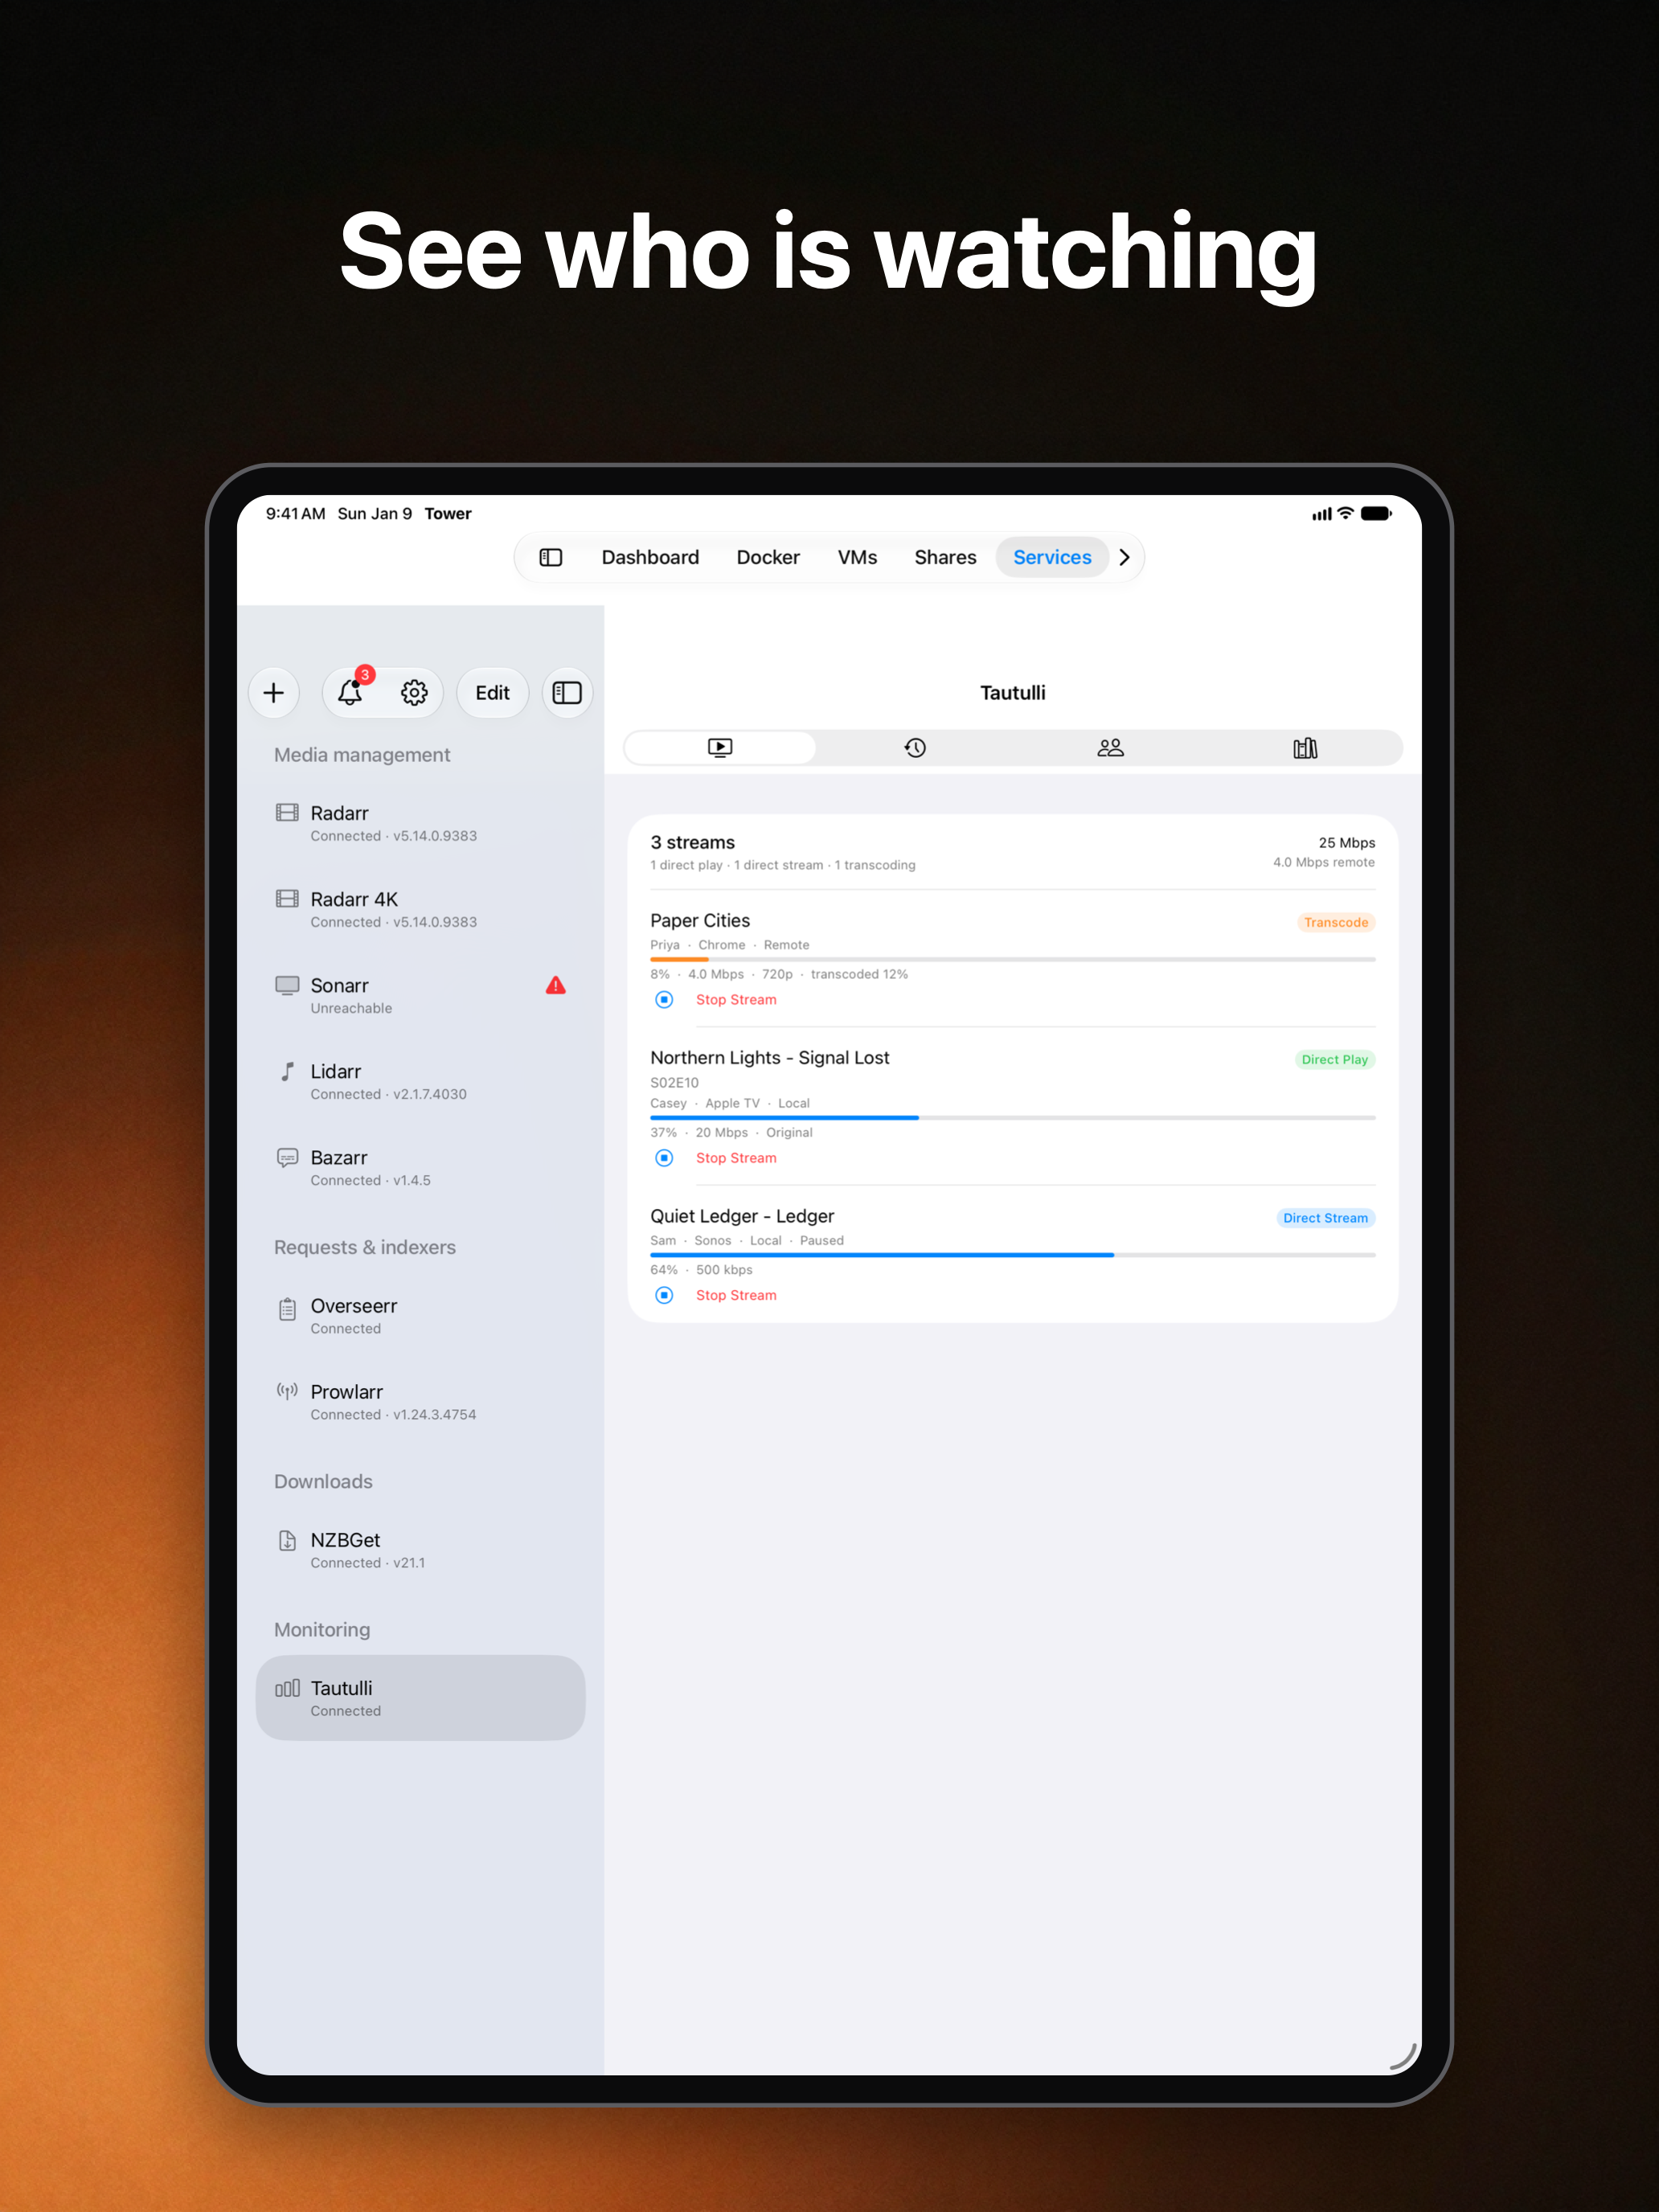 See who is watching
9:41 AM Sun Jan 9 Tower
Dashboard Docker VMs Shares Services
3
Edit
Media management
Radarr
Connected · v5.14.0.9383
Radarr 4K
Connected · v5.14.0.9383
Sonarr
Unreachable
Lidarr
Connected · v2.1.7.4030
Bazarr
Connected · v1.4.5
Requests & indexers
Overseerr
Connected
Prowlarr
Connected · v1.24.3.4754
Downloads
NZBGet
Connected · v21.1
Monitoring
Tautulli
Connected
Tautulli
3 streams 25 Mbps
1 direct play · 1 direct stream · 1 transcoding 4.0 Mbps remote
Paper Cities Transcode
Priya · Chrome · Remote
8% · 4.0 Mbps · 720p · transcoded 12%
Stop Stream
Northern Lights - Signal Lost Direct Play
S02E10
Casey · Apple TV · Local
37% · 20 Mbps · Original
Stop Stream
Quiet Ledger - Ledger Direct Stream
Sam · Sonos · Local · Paused
64% · 500 kbps
Stop Stream